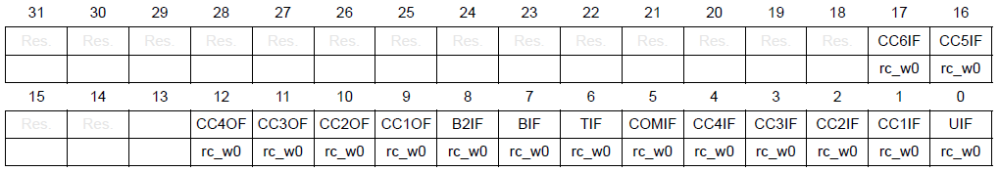 31 30 29 28 27 26 25 24 23 22 21 20 19 18 17 16
Res. Res. Res. Res. Res. Res. Res. Res. Res. Res. Res. Res. Res. Res. CC6IF CC5IF
rc_w0 rc_w0
15 14 13 12 11 10 9 8 7 6 5 4 3 2 1 0
Res. Res. CC4OF CC3OF CC2OF CC1OF B2IF BIF TIF COMIF CC4IF CC3IF CC2IF CC1IF UIF
rc_w0 rc_w0 rc_w0 rc_w0 rc_w0 rc_w0 rc_w0 rc_w0 rc_w0 rc_w0 rc_w0 rc_w0 rc_w0